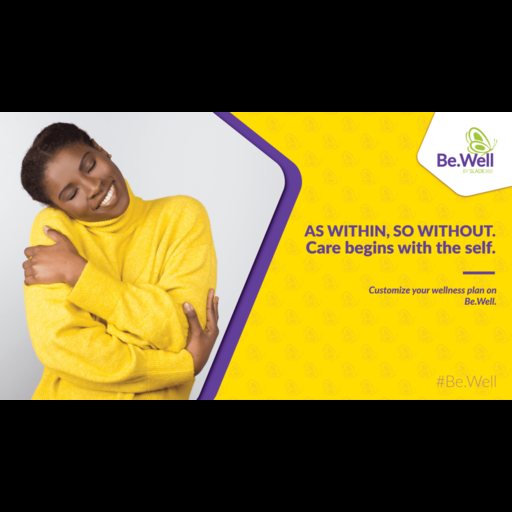 Be.Well
BY SLADE360
AS WITHIN, SO WITHOUT.
Care begins with the self.
Customize your wellness plan on
Be.Well.
#Be.Well